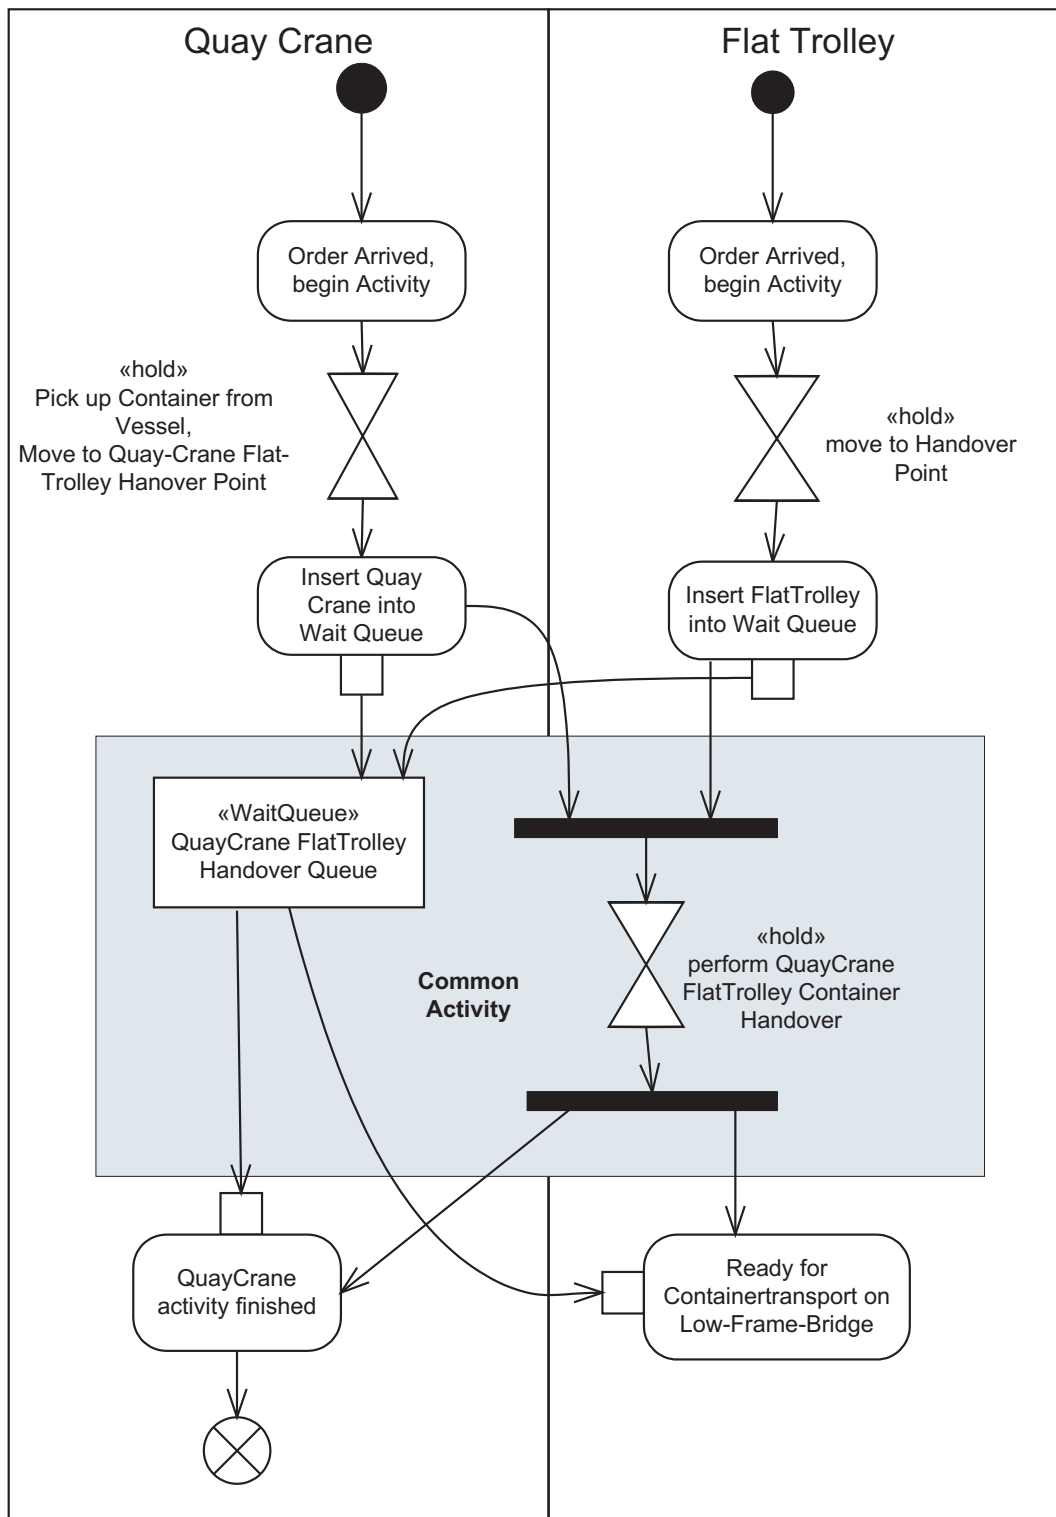 Quay Crane
Flat Trolley
Order Arrived,
begin Activity
Order Arrived,
begin Activity
«hold»
Pick up Container from
Vessel,
Move to Quay-Crane Flat-
Trolley Hanover Point
«hold»
move to Handover
Point
Insert Quay
Crane into
Wait Queue
Insert FlatTrolley
into Wait Queue
«WaitQueue»
QuayCrane FlatTrolley
Handover Queue
«hold»
perform QuayCrane
FlatTrolley Container
Handover
Common
Activity
QuayCrane
activity finished
Ready for
Containertransport on
Low-Frame-Bridge